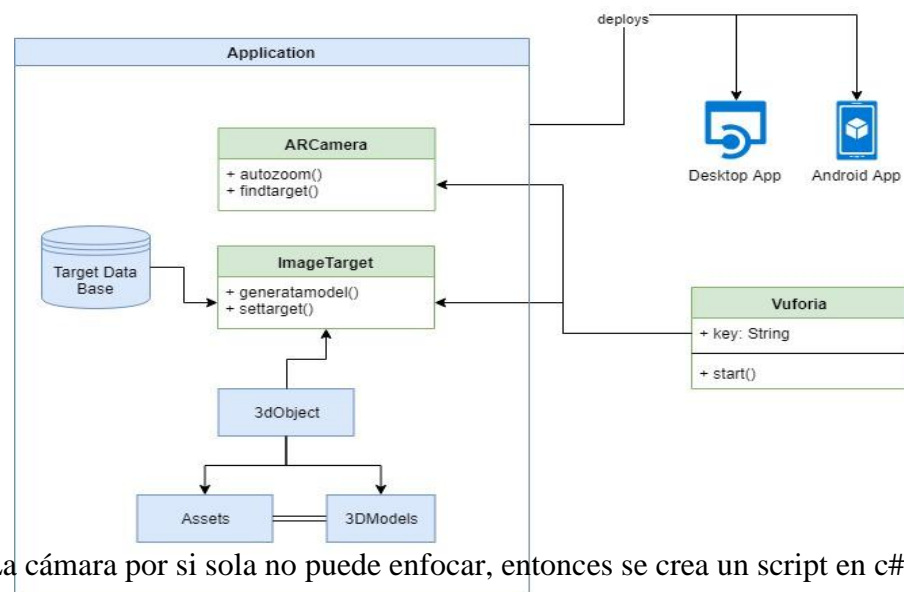 deploys
Application
ARCamera
+ autozoom()
+ findtarget()
Desktop App
Android App
Target Data
Base
ImageTarget
+ generatamodel()
+ settarget()
Vuforia
+ key: String
+ start()
3dObject
Assets
3DModels
La cámara por si sola no puede enfocar, entonces se crea un script en c#